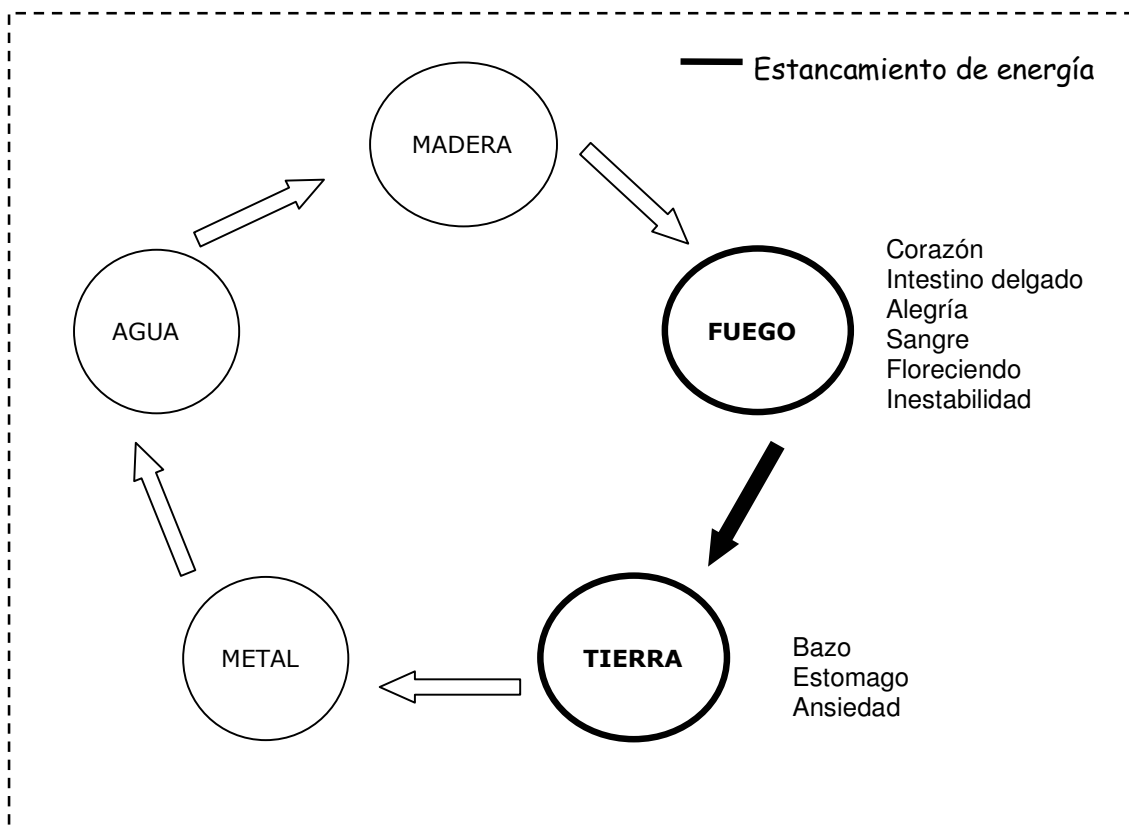 Estancamiento de energía
MADERA
Corazón
Intestino delgado
Alegría
Sangre
Floreciendo
Inestabilidad
FUEGO
AGUA
TIERRA
Bazo
Estomago
Ansiedad
METAL